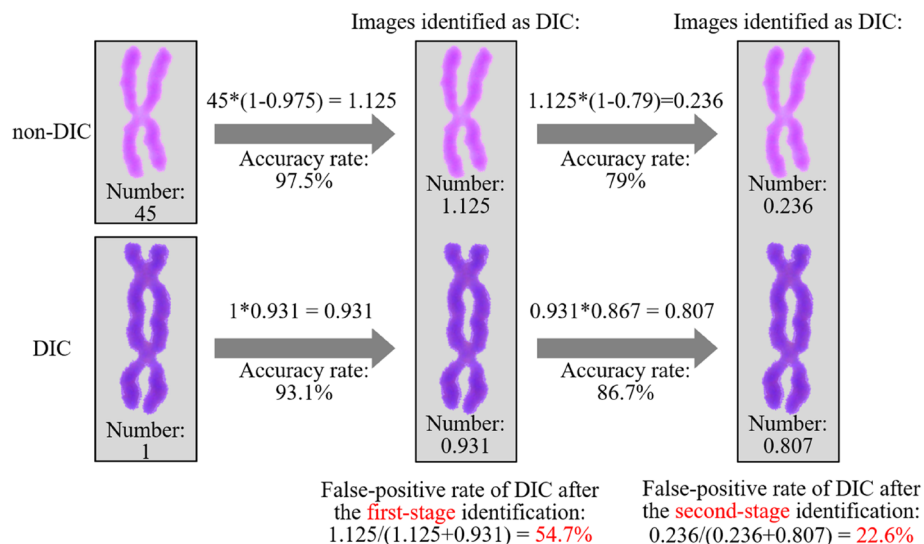 Images identified as DIC:
Images identified as DIC:
non-DIC
Number:
45
45*(1-0.975) = 1.125
Accuracy rate:
97.5%
Number:
1.125
1.125*(1-0.79)=0.236
Accuracy rate:
79%
Number:
0.236
DIC
Number:
1
1*0.931 = 0.931
Accuracy rate:
93.1%
Number:
0.931
0.931*0.867 = 0.807
Accuracy rate:
86.7%
Number:
0.807
False-positive rate of DIC after
the first-stage identification:
1.125/(1.125+0.931) = 54.7%
False-positive rate of DIC after
the second-stage identification:
0.236/(0.236+0.807) = 22.6%